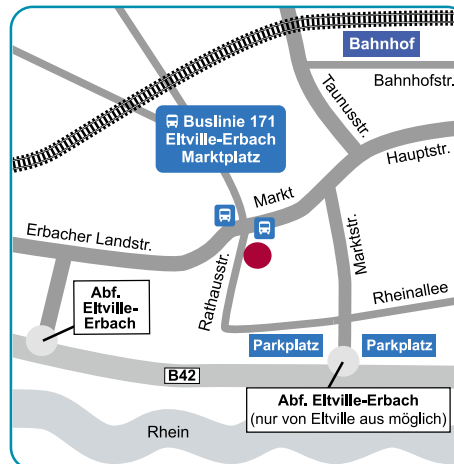 Bahnhof
Bahnhofstr.
Taunusstr.
Buslinie 171
Eltville-Erbach
Marktplatz
Hauptstr.
Markt
Erbacher Landstr.
Marktstr.
Rathausstr.
Rheinallee
Abf.
Eltville-
Erbach
Parkplatz
Parkplatz
B42
Abf. Eltville-Erbach
(nur von Eltville aus möglich)
Rhein